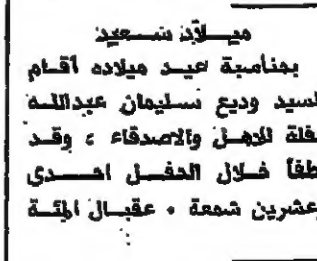 ميلاد سعيد
بمناسبة عيد ميلاده أقام
لسيد وديع سليمان عبدالله
فلة للاهل والاصدقاء ، وقد
طفأ خلال الحفل احدى
عشرين شمعة . عقبال المئة